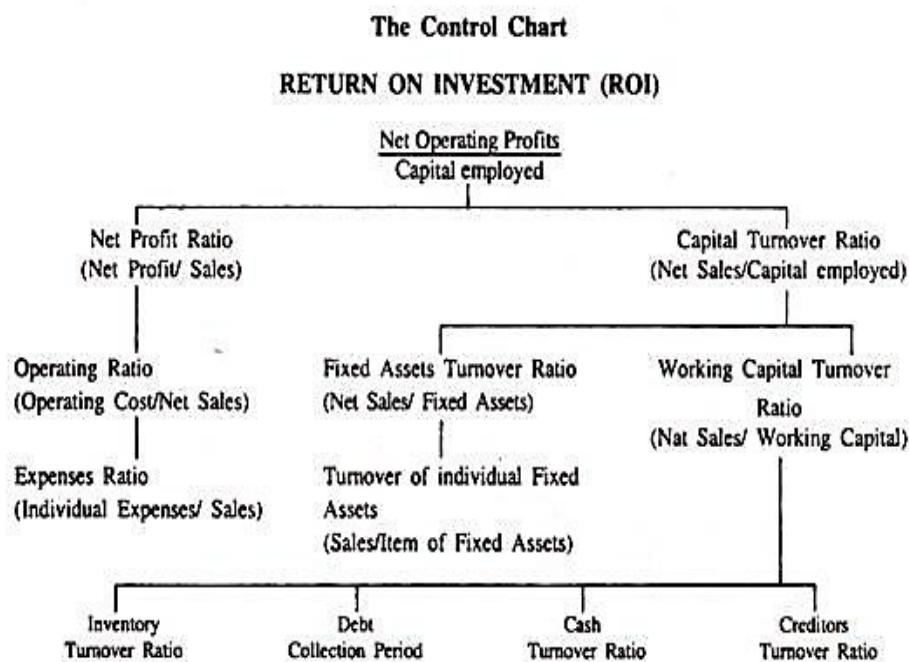 The Control Chart
RETURN ON INVESTMENT (ROI)
Net Operating Profits
Capital employed
Net Profit Ratio
(Net Profit/ Sales)
Capital Turnover Ratio
(Net Sales/Capital employed)
Operating Ratio
(Operating Cost/Net Sales)
Fixed Assets Turnover Ratio
(Net Sales/ Fixed Assets)
Working Capital Turnover
Ratio
(Nat Sales/ Working Capital)
Expenses Ratio
(Individual Expenses/ Sales)
Turnover of individual Fixed
Assets
(Sales/Item of Fixed Assets)
Inventory
Turnover Ratio
Debt
Collection Period
Cash
Turnover Ratio
Creditors
Turnover Ratio